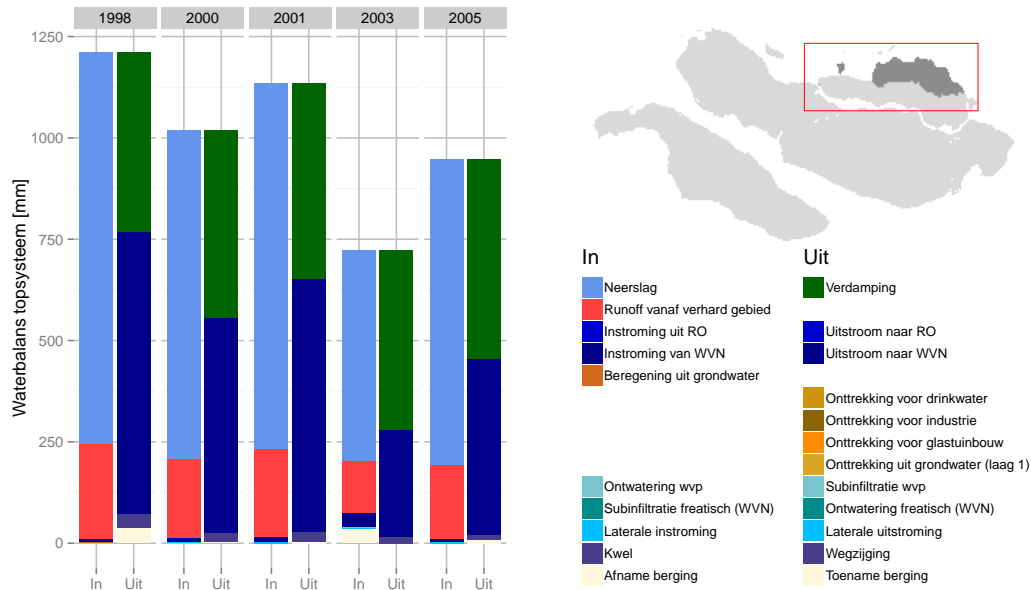 1998 2000 2001 2003 2005
Waterbalans topsysteem [mm]
1250
1000
750
500
250
0
In Uit In Uit In Uit In Uit In Uit
In
Neerslag
Runoff vanaf verhard gebied
Instroming uit RO
Instroming van WVN
Beregening uit grondwater
Ontwatering wvp
Subinfiltratie freatisch (WVN)
Laterale instroming
Kwel
Afname berging
Uit
Verdamping
Uitstroom naar RO
Uitstroom naar WVN
Onttrekking voor drinkwater
Onttrekking voor industrie
Onttrekking voor glastuinbouw
Onttrekking uit grondwater (laag 1)
Subinfiltratie wvp
Ontwatering freatisch (WVN)
Laterale uitstroming
Wegzijging
Toename berging